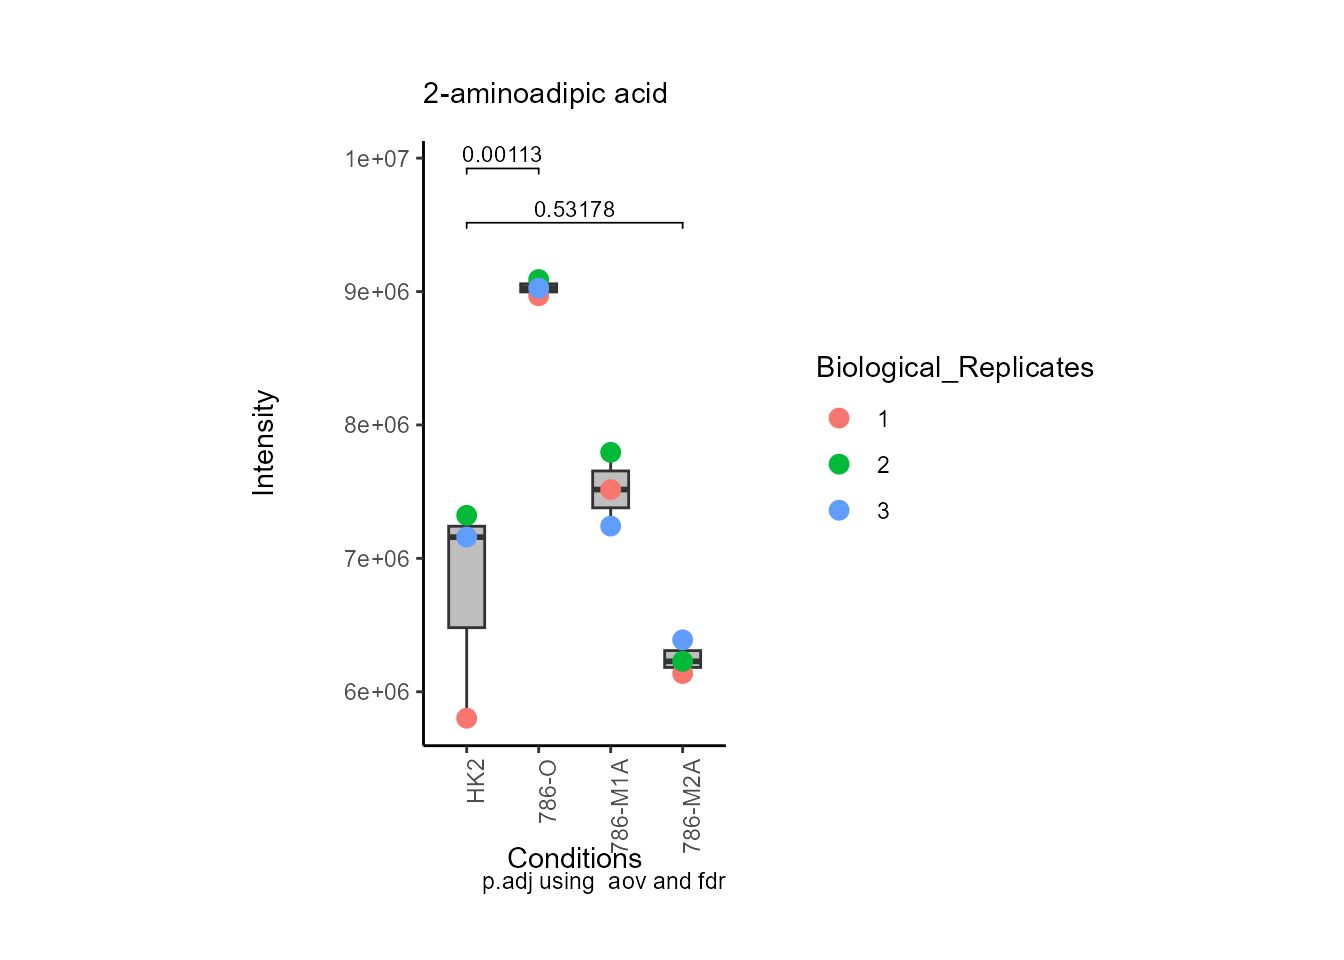 2-aminoadipic acid
1e+07
9e+06
8e+06
7e+06
6e+06
Intensity
0.00113
0.53178
HK2
786-O
786-M1A
786-M2A
Conditions
p.adj using  aov and fdr
Biological_Replicates
1
2
3